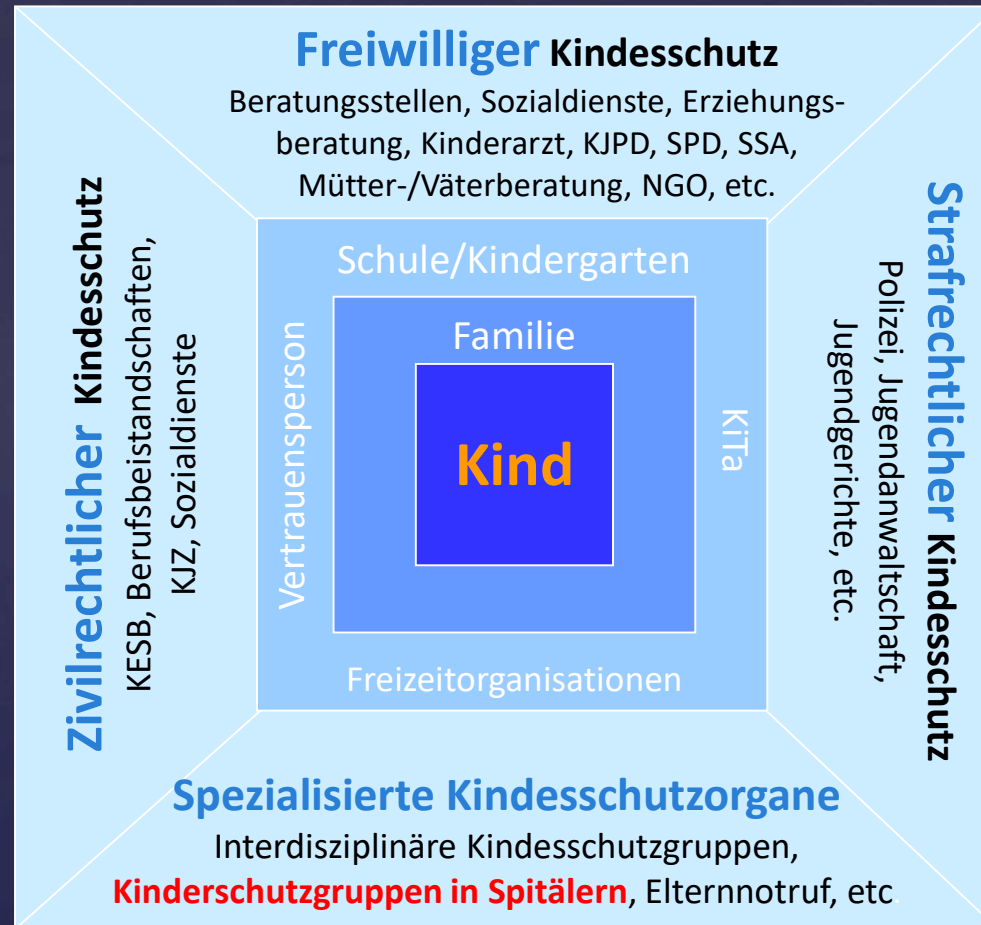 Freiwilliger Kindesschutz
Beratungsstellen, Sozialdienste, Erziehungs-
beratung, Kinderarzt, KJPD, SPD, SSA,
Mütter-/Väterberatung, NGO, etc.
Zivilrechtlicher Kindesschutz
KESB, Berufsbeistandschaften,
KJZ, Sozialdienste
Schule/Kindergarten
Vertrauensperson
Familie
Kind
KiTa
Freizeitorganisationen
Strafrechtlicher Kindesschutz
Polizei, Jugendanwaltschaft,
Jugendgerichte, etc.
Spezialisierte Kindesschutzorgane
Interdisziplinäre Kindesschutzgruppen,
Kinderschutzgruppen in Spitälern, Elternnotruf, etc.